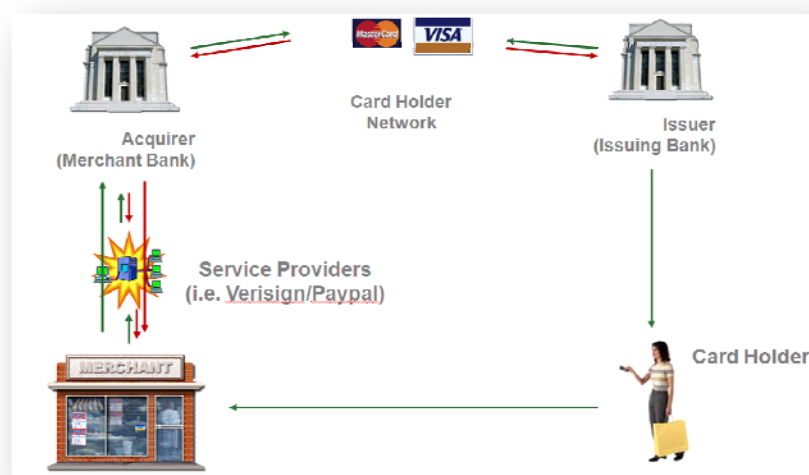 MasterCard VISA
Card Holder
Network
Acquirer
(Merchant Bank)
Issuer
(Issuing Bank)
Service Providers
(i.e. Verisign/Paypal)
MERCHANT
Card Holder